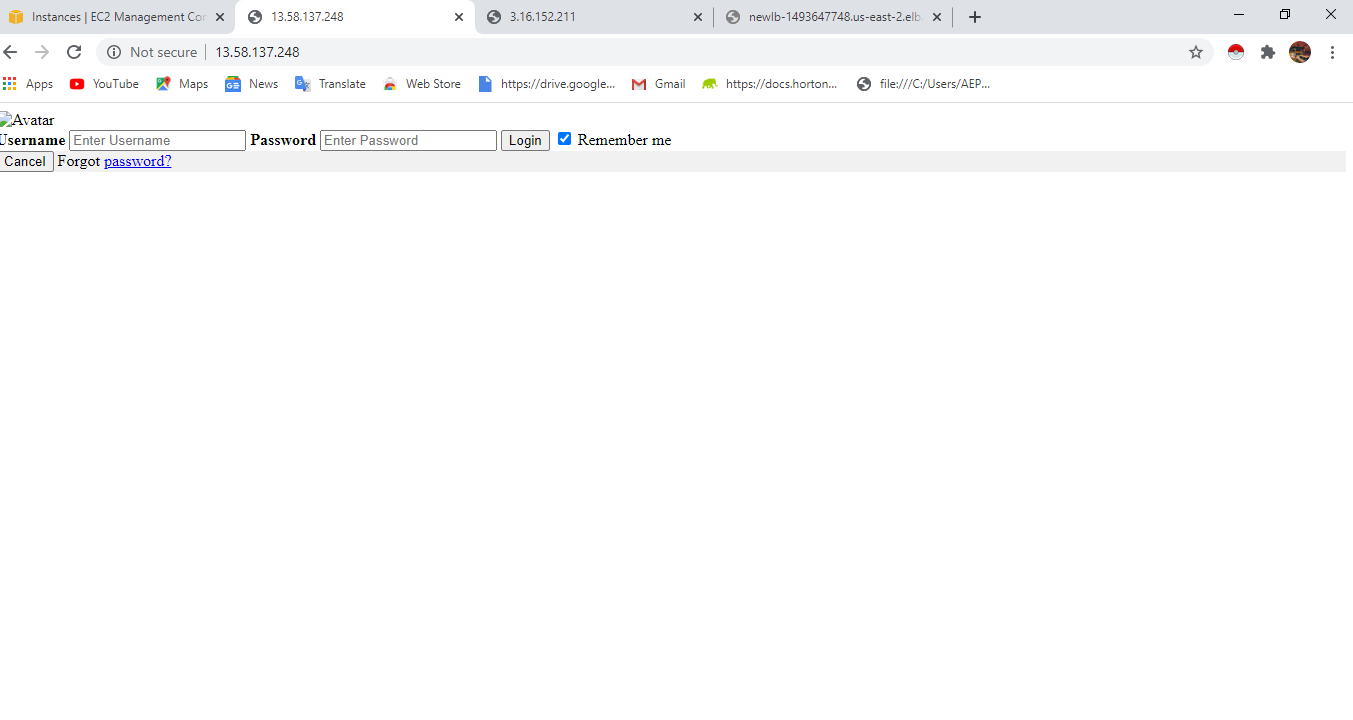 Instances | EC2 Management Cor 13.58.137.248 3.16.152.211 newlb-1493647748.us-east-2.elb.
Not secure 13.58.137.248
Apps YouTube Maps News Translate Web Store https://drive.google... Gmail https://docs.horton... file:///C:/Users/AEP...
Avatar
Username Enter Username Password Enter Password Login Remember me
Cancel Forgot password?